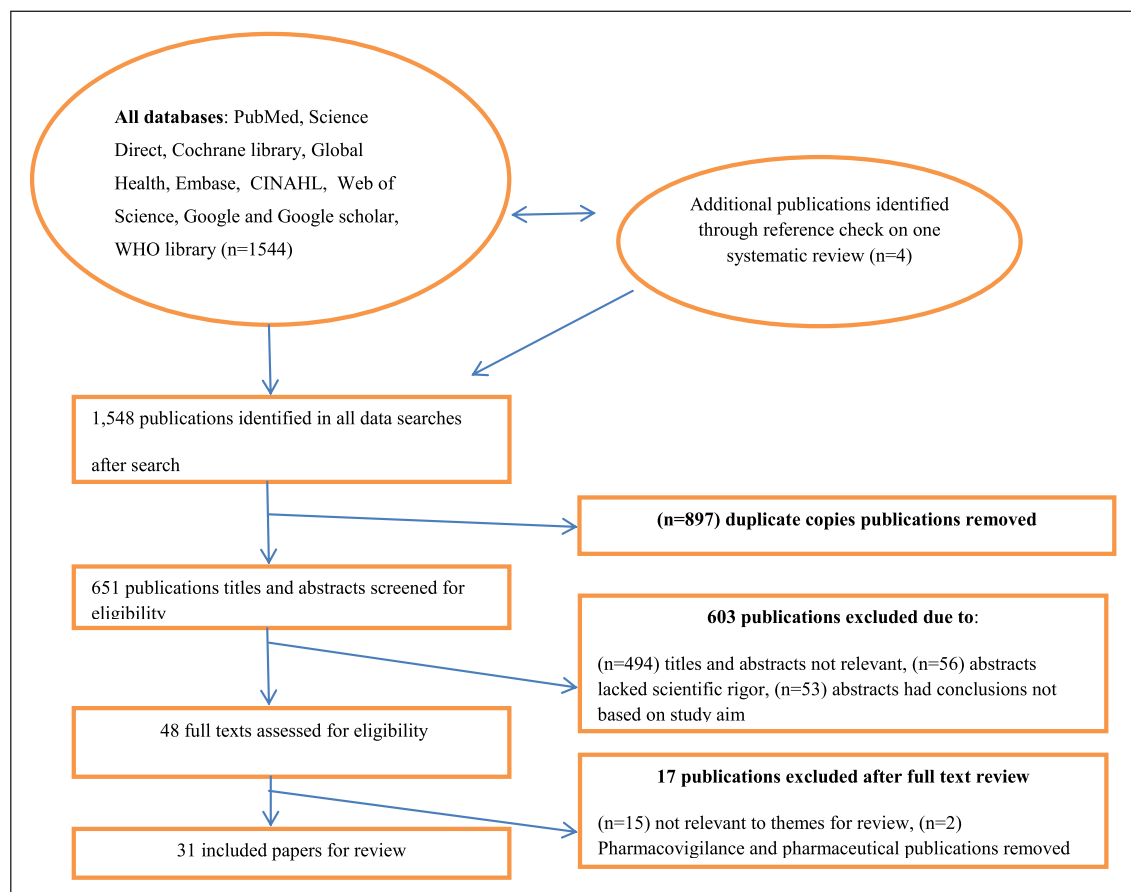 All databases: PubMed, Science
Direct, Cochrane library, Global
Health, Embase, CINAHL, Web of
Science, Google and Google scholar,
WHO library (n=1544)
Additional publications identified
through reference check on one
systematic review (n=4)
1,548 publications identified in all data searches
after search
(n=897) duplicate copies publications removed
651 publications titles and abstracts screened for
eligibility
603 publications excluded due to:
(n=494) titles and abstracts not relevant, (n=56) abstracts
lacked scientific rigor, (n=53) abstracts had conclusions not
based on study aim
48 full texts assessed for eligibility
17 publications excluded after full text review
(n=15) not relevant to themes for review, (n=2)
Pharmacovigilance and pharmaceutical publications removed
31 included papers for review